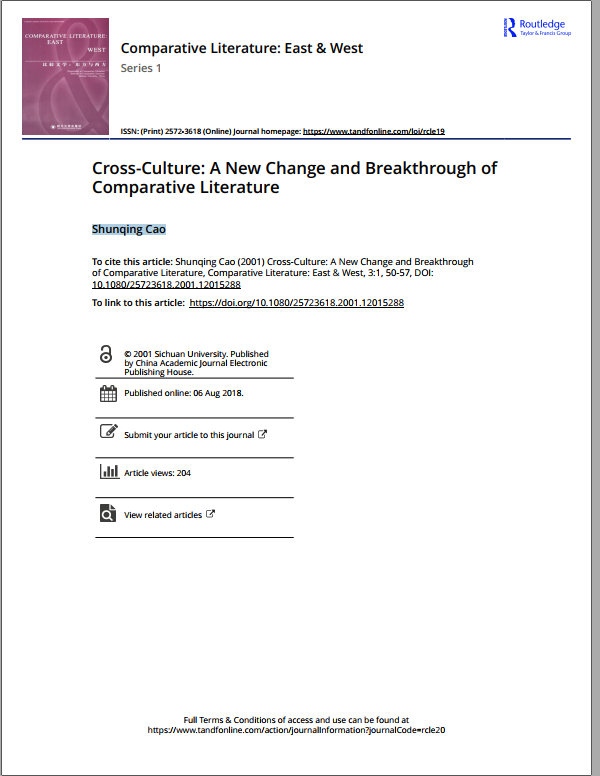 COMPARATIVE LITERATURE
EAST
WEST
比较文学：东方与西方
Routledge
Taylor & Francis Group
Comparative Literature: East & West
Series 1
ISSN: (Print) 2572-3618 (Online) Journal homepage: https://www.tandfonline.com/loi/rcle19
Cross-Culture: A New Change and Breakthrough of
Comparative Literature
Shunqing Cao
To cite this article: Shunqing Cao (2001) Cross-Culture: A New Change and Breakthrough
of Comparative Literature, Comparative Literature: East & West, 3:1, 50-57, DOI:
10.1080/25723618.2001.12015288
To link to this article: https://doi.org/10.1080/25723618.2001.12015288
© 2001 Sichuan University. Published
by China Academic Journal Electronic
Publishing House.
Published online: 06 Aug 2018.
Submit your article to this journal
Article views: 204
View related articles
Full Terms & Conditions of access and use can be found at
https://www.tandfonline.com/action/journalInformation?journalCode=rcle20